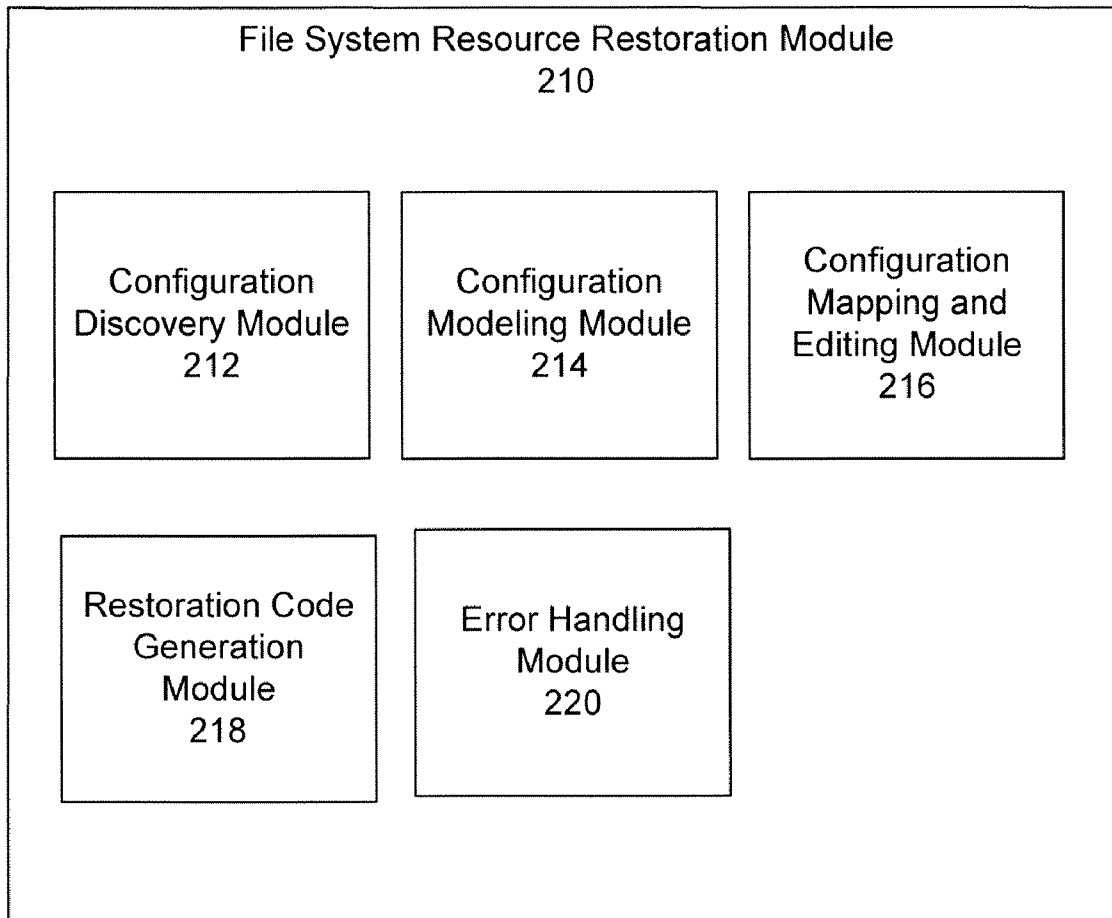 File System Resource Restoration Module
210
Configuration
Discovery Module
212
Configuration
Modeling Module
214
Configuration
Mapping and
Editing Module
216
Restoration Code
Generation
Module
218
Error Handling
Module
220